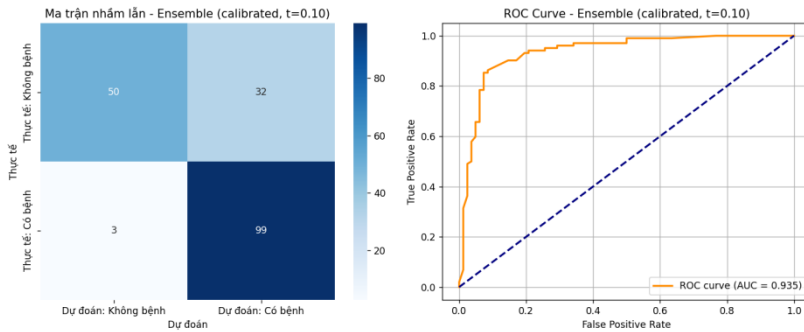 Ma trận nhầm lẫn - Ensemble (calibrated, t=0.10)
Thực tế
Thực tế: Không bệnh
Thực tế: Có bệnh
50
32
3
99
Dự đoán: Không bệnh
Dự đoán: Có bệnh
Dự đoán
80
60
40
20
ROC Curve - Ensemble (calibrated, t=0.10)
True Positive Rate
1.0
0.8
0.6
0.4
0.2
0.0
ROC curve (AUC = 0.935)
0.0
0.2
0.4
0.6
0.8
1.0
False Positive Rate